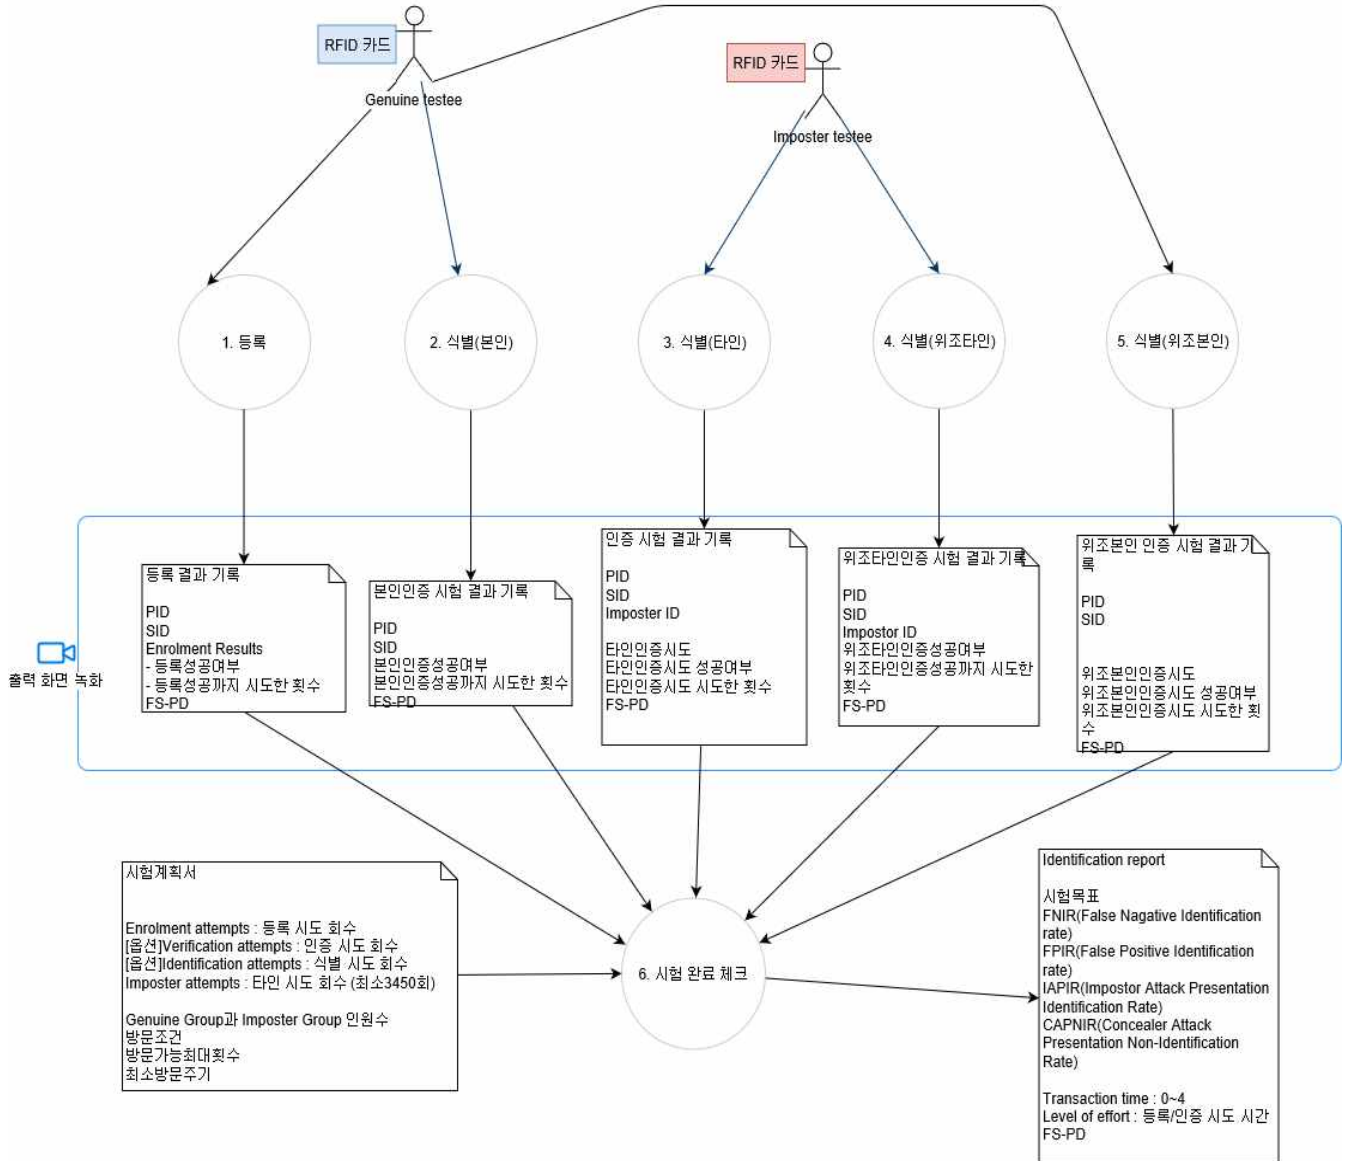 RFID 카드
Genuine testee
RFID 카드
Imposter testee
1. 등록
2. 식별(본인)
3. 식별(타인)
4. 식별(위조타인)
5. 식별(위조본인)
출력 화면 녹화
등록 결과 기록
PID
SID
Enrolment Results
- 등록성공여부
- 등록성공까지 시도한 횟수
FS-PD
본인인증 시험 결과 기록
PID
SID
본인인증성공여부
본인인증성공까지 시도한 횟수
FS-PD
인증 시험 결과 기록
PID
SID
Imposter ID
타인인증시도
타인인증시도 성공여부
타인인증시도 시도한 횟수
FS-PD
위조타인인증 시험 결과 기록
PID
SID
Impostor ID
위조타인인증성공여부
위조타인인증성공까지 시도한
횟수
FS-PD
위조본인 인증 시험 결과 기
록
PID
SID
위조본인인증시도
위조본인인증시도 성공여부
위조본인인증시도 시도한 횟
수
FS-PD
시험계획서
Enrolment attempts : 등록 시도 회수
[옵션]Verification attempts : 인증 시도 회수
[옵션]Identification attempts : 식별 시도 회수
Imposter attempts : 타인 시도 회수 (최소3450회)
Genuine Group과 Imposter Group 인원수
방문조건
방문가능최대횟수
최소방문주기
6. 시험 완료 체크
Identification report
시험목표
FNIR(False Nagative Identification
rate)
FPIR(False Positive Identification
rate)
IAPIR(Impostor Attack Presentation
Identification Rate)
CAPNIR(Concealer Attack
Presentation Non-Identification
Rate)
Transaction time : 0~4
Level of effort : 등록/인증 시도 시간
FS-PD